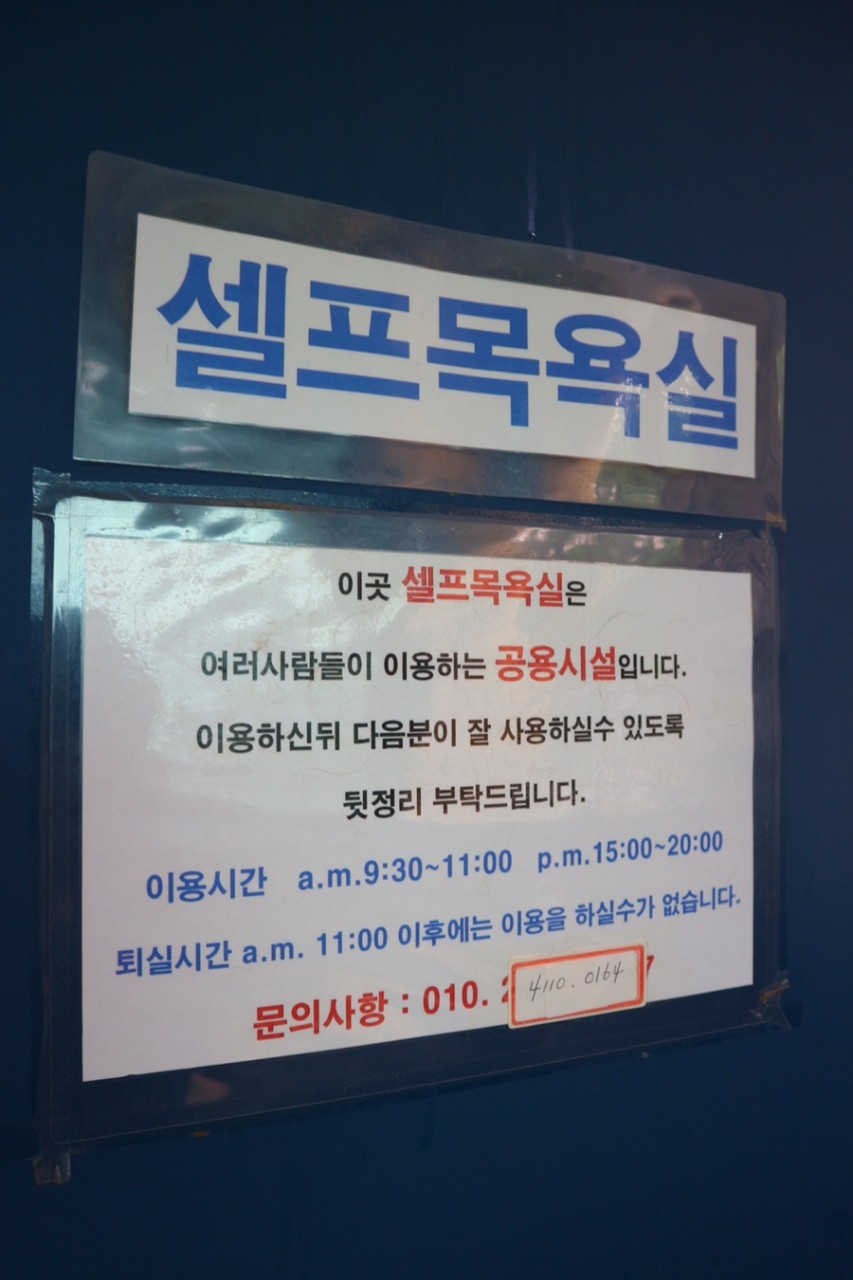 셀프목욕실
이곳 셀프목욕실은
여러사람들이 이용하는 공용시설입니다.
이용하신뒤 다음분이 잘 사용하실수 있도록
뒷정리 부탁드립니다.
이용시간 a.m.9:30~11:00 p.m.15:00~20:00
퇴실시간 a.m. 11:00 이후에는 이용을 하실수가 없습니다.
문의사항 : 010. 4110.0164